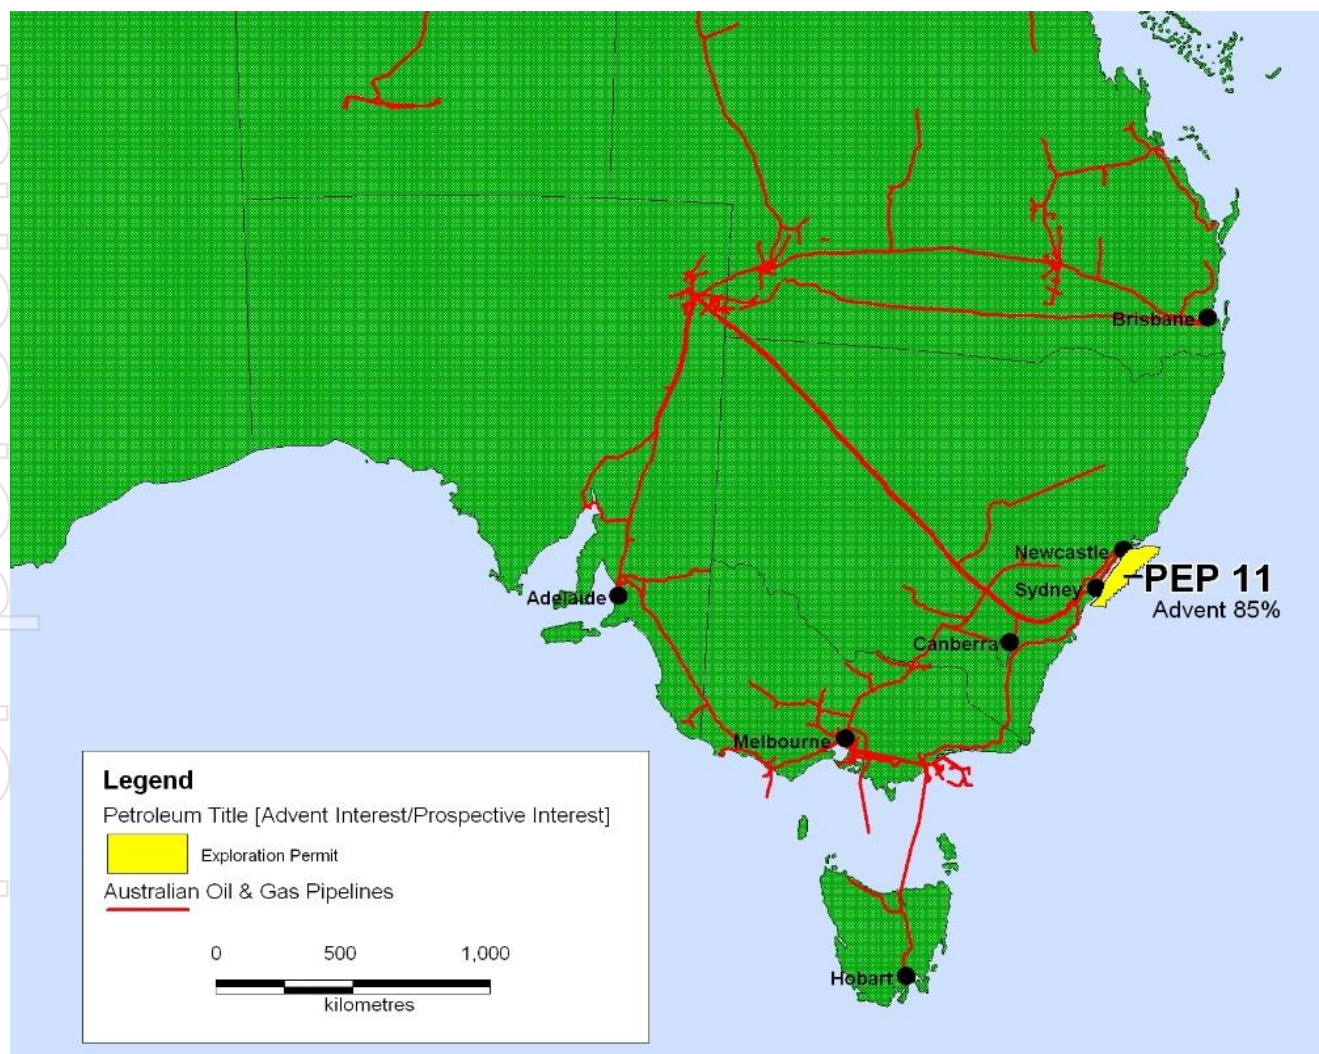 Brisbane
Newcastle
PEP 11
Sydney
Advent 85%
Adelaide
Canberra
Melbourne
Legend
Petroleum Title [Advent Interest/Prospective Interest]
Exploration Permit
Australian Oil & Gas Pipelines
0 500 1,000
kilometres
Hobart